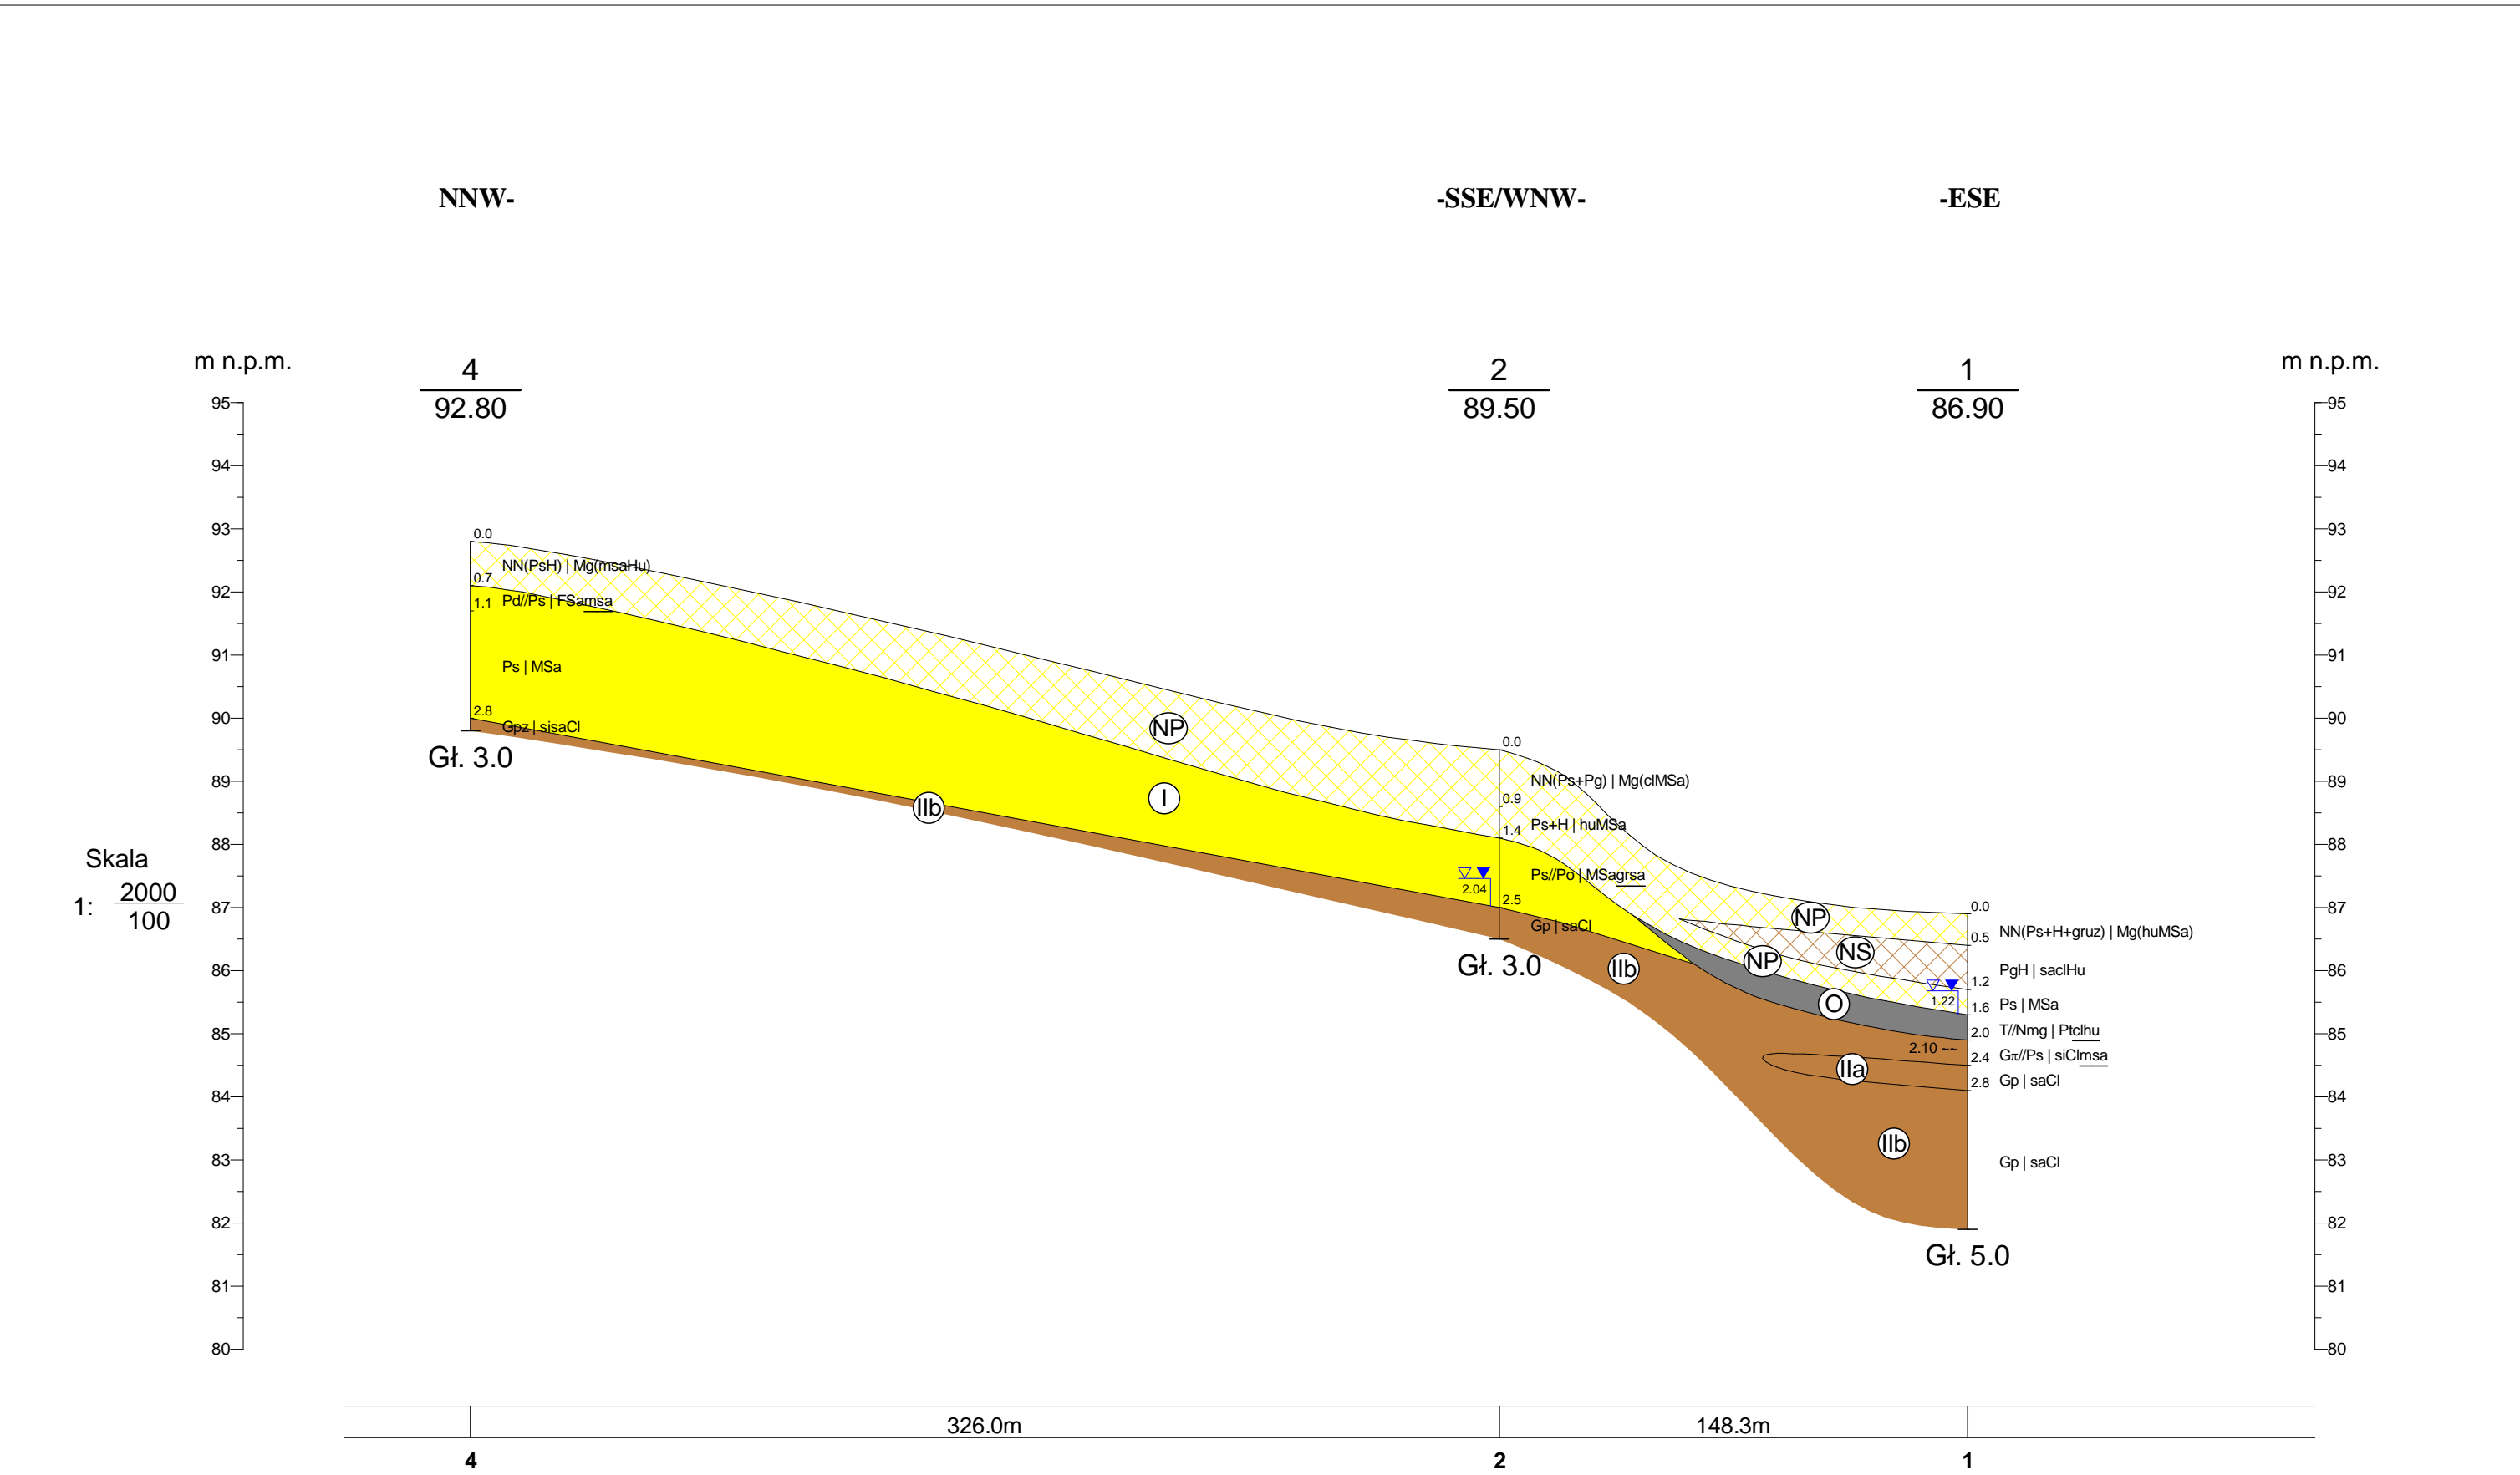 NNW- -SSE/WNW- -ESE
m n.p.m. 4 2 1 m n.p.m.
92.80 89.50 86.90
95 95
94 94
93 93
0.0
NN(PsH) | Mg(msaHu)
0.7
92 92
1.1 Pd//Ps | FSamsa
91 91
Ps | MSa
2.8
90 90
Gpz | sisaCl
NP
Gł. 3.0
0.0
89 89
NN(Ps+Pg) | Mg(clMSa)
I
0.9
IIb
1.4 Ps+H | huMSa
88 88
Skala
1: 2000
100
Ps//Po | MSagrsa
2.04
2.5
87 87
0.0
NP
Gp | saCl
0.5 NN(Ps+H+gruz) | Mg(huMSa)
NS
NP
Gł. 3.0
IIb
86 86
PgH | saclHu
1.2
1.22
O
1.6 Ps | MSa
85 85
2.0 T//Nmg | Ptclhu
2.10 ~~
2.4 Gπ//Ps | siClmsa
IIa
2.8 Gp | saCl
84 84
IIb
83 83
Gp | saCl
82 82
Gł. 5.0
81 81
80 80
326.0m 148.3m
4 2 1